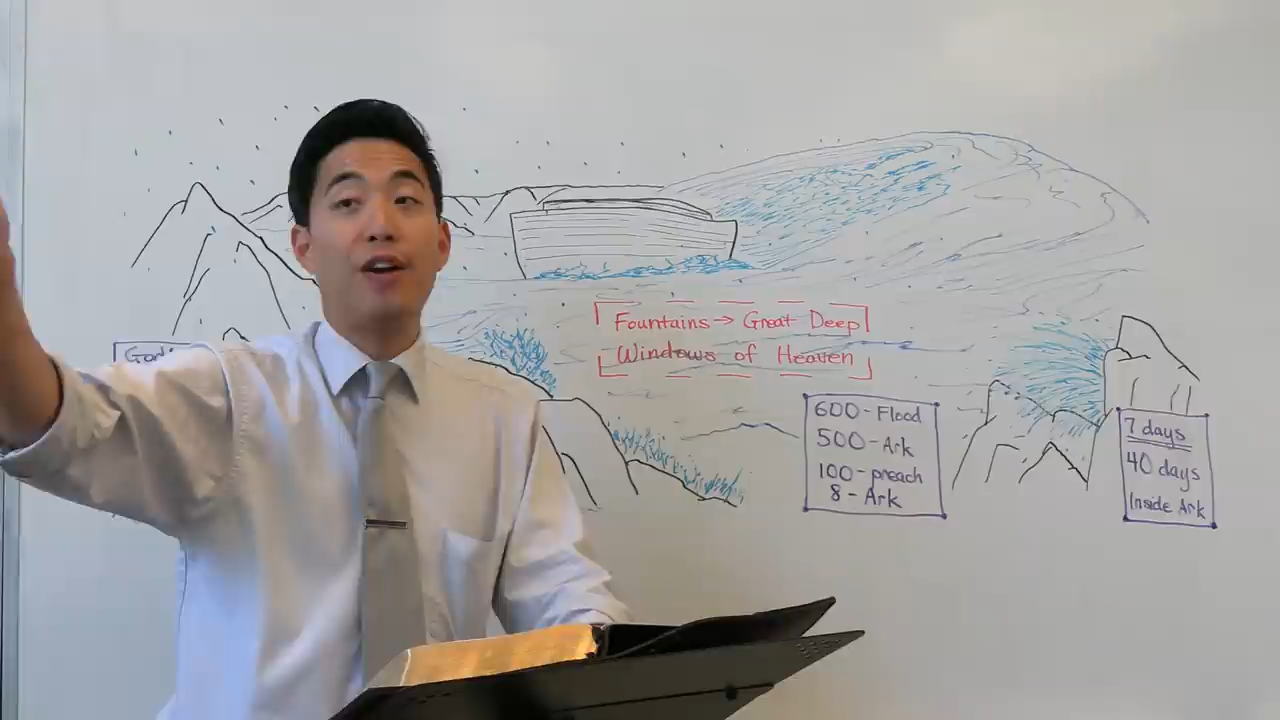 Fountains → Great Deep
Windows of Heaven
600 - Flood
500 - Ark
100 - preach
8 - Ark
7 days
40 days
Inside Ark